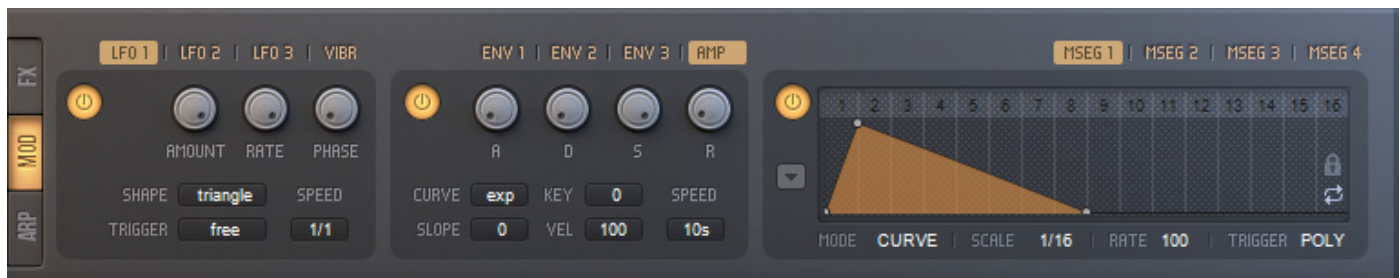 LFO 1 | LFO 2 | LFO 3 | VIBR
ENV 1 | ENV 2 | ENV 3 | AMP
MSEG 1 | MSEG 2 | MSEG 3 | MSEG 4
FX
MOD
ARP
AMOUNT RATE PHASE
SHAPE triangle SPEED
TRIGGER free 1/1
A D S R
CURVE exp KEY 0 SPEED
SLOPE 0 VEL 100 10s
1 2 3 4 5 6 7 8 9 10 11 12 13 14 15 16
MODE CURVE | SCALE 1/16 | RATE 100 | TRIGGER POLY